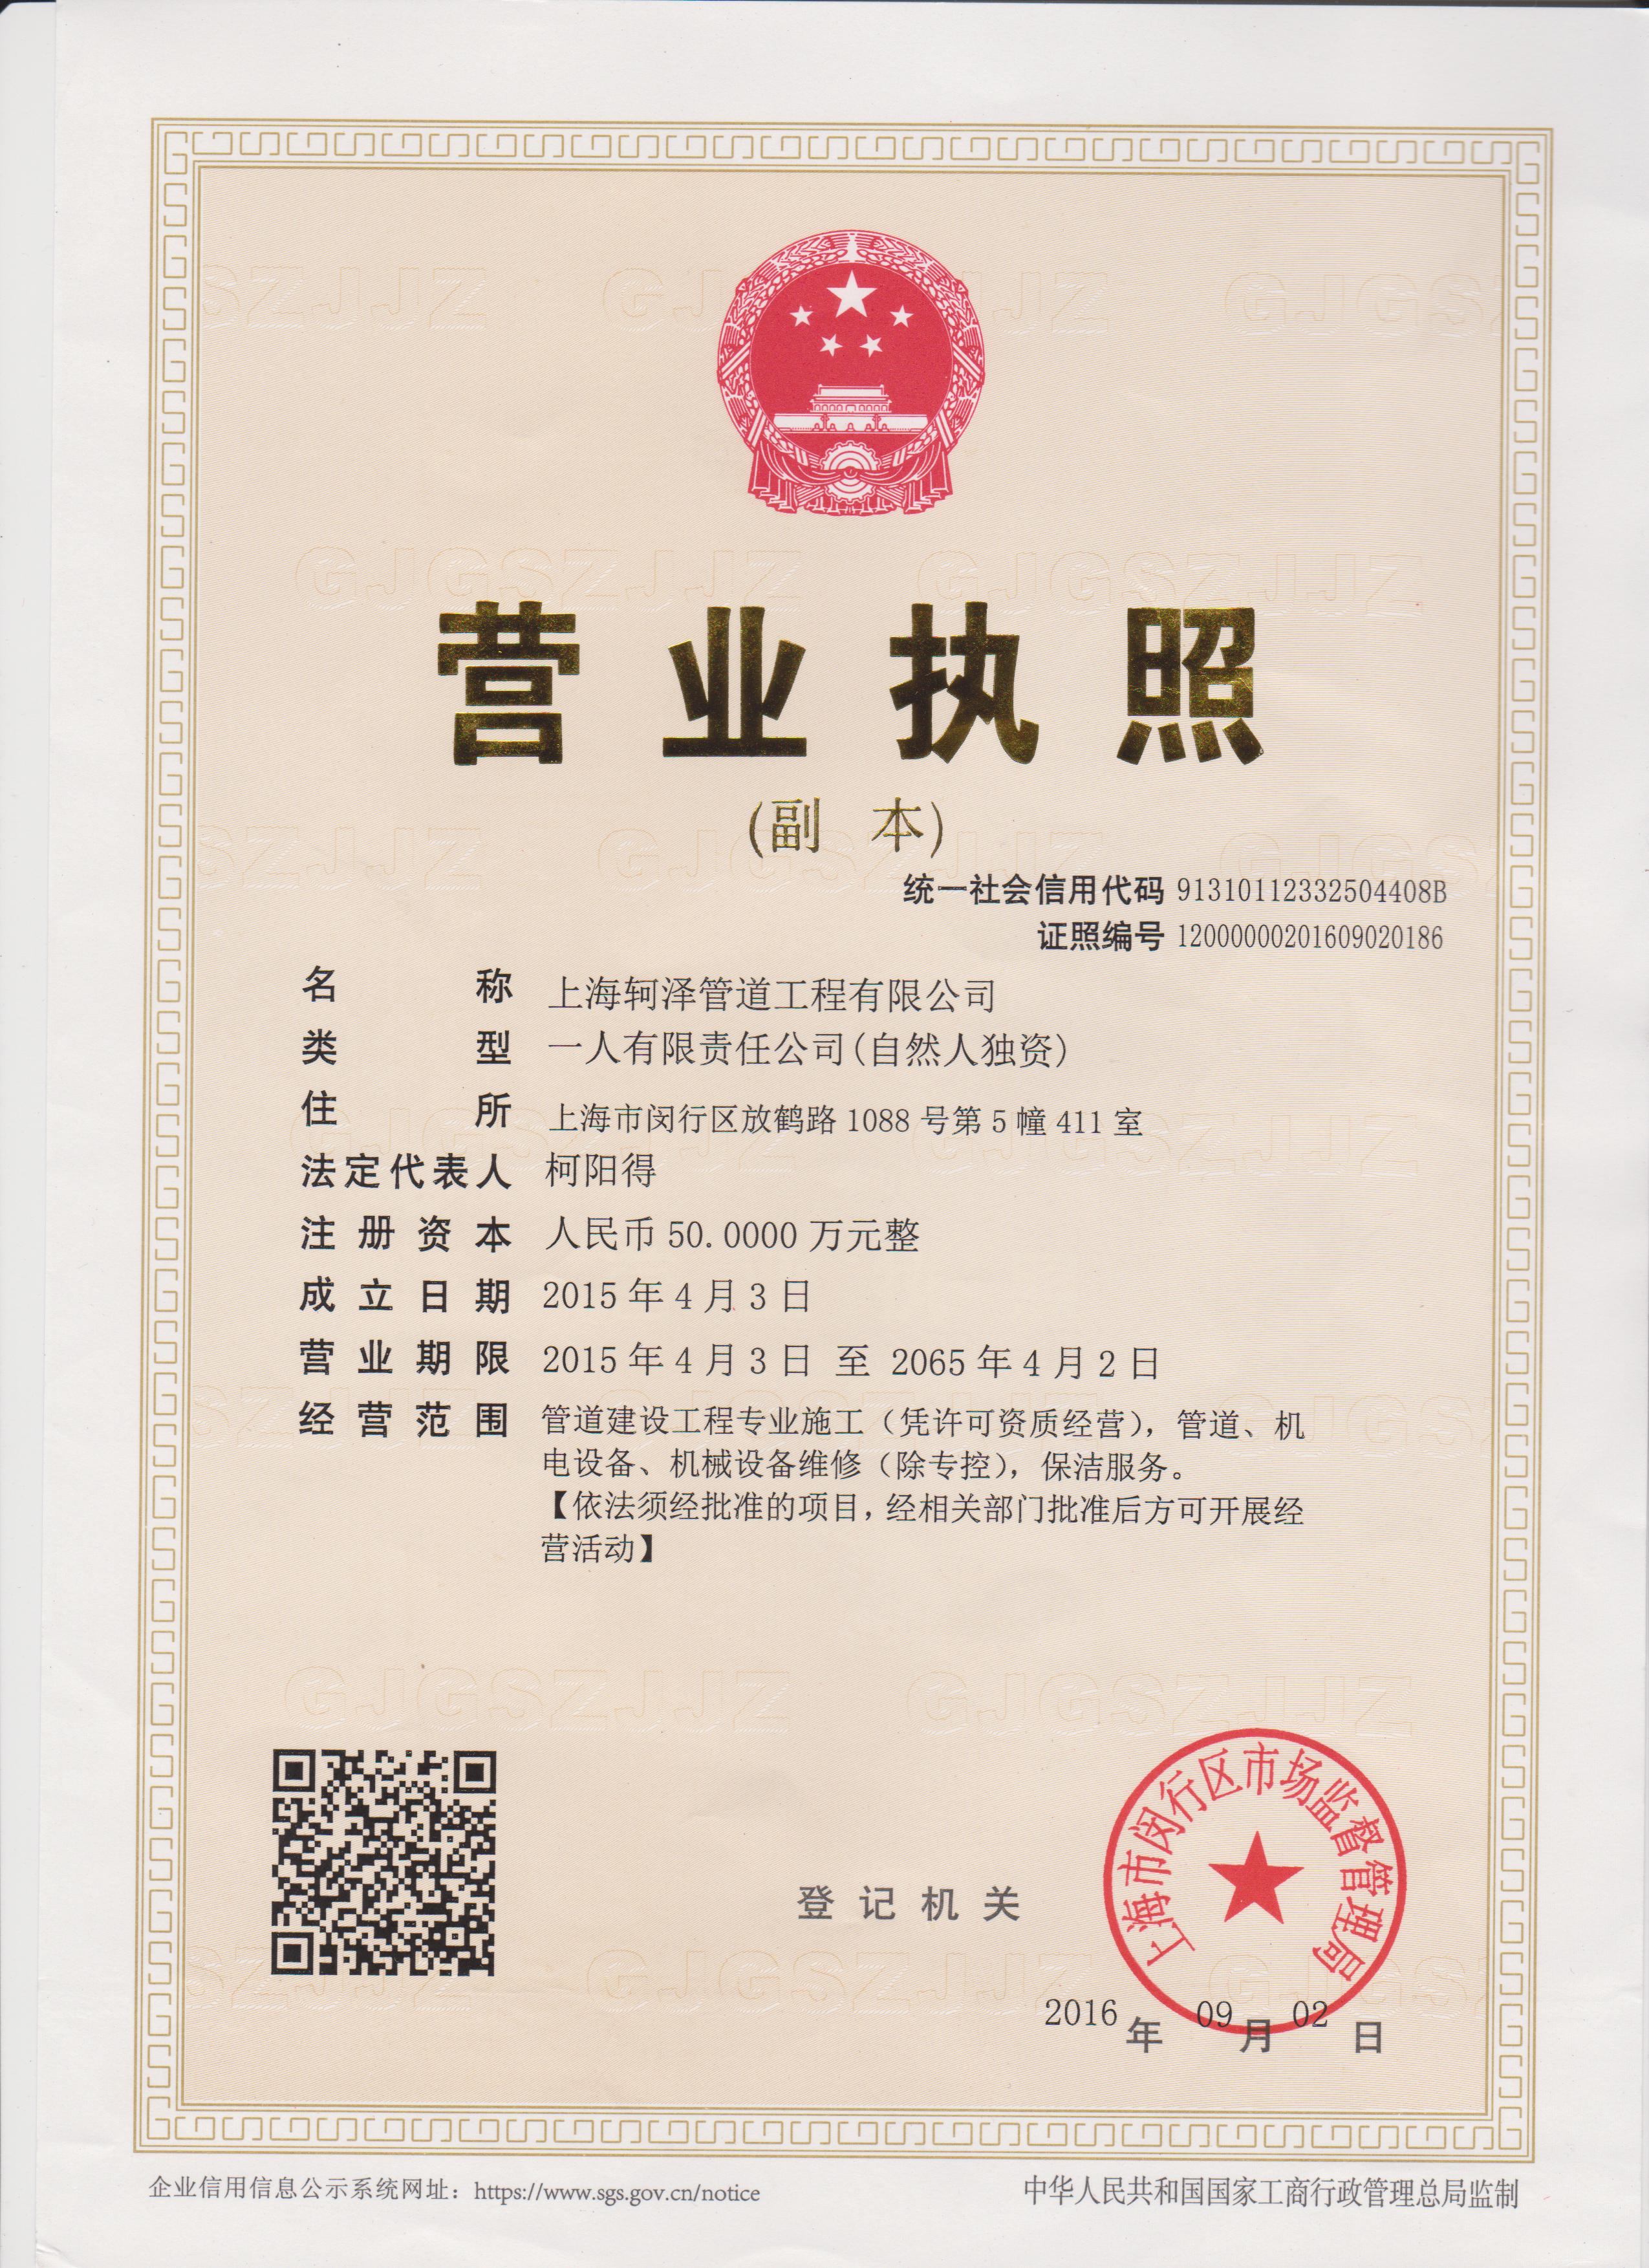 营业执照
(副 本)
统一社会信用代码 91310112332504408B
证照编号 12000000201609020186
名称 上海轲泽管道工程有限公司
类型 一人有限责任公司(自然人独资)
住所 上海市闵行区放鹤路1088号第5幢411室
法定代表人 柯阳得
注册资本 人民币50.0000万元整
成立日期 2015年4月3日
营业期限 2015年4月3日 至 2065年4月2日
经营范围 管道建设工程专业施工（凭许可资质经营），管道、机
电设备、机械设备维修（除专控），保洁服务。
【依法须经批准的项目，经相关部门批准后方可开展经
营活动】
登记机关
上海市闵行区市场监督管理局
2016年09月02日
企业信用信息公示系统网址：https://www.sgs.gov.cn/notice
中华人民共和国国家工商行政管理总局监制